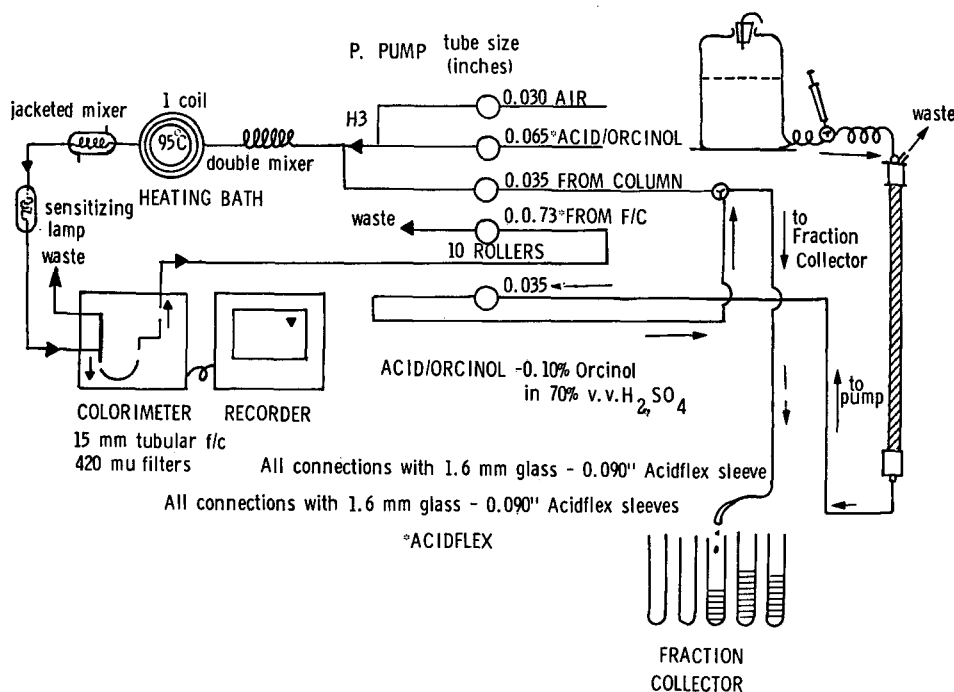 P. PUMP tube size
(inches)
1 coil
jacketed mixer
95°C
double mixer
HEATING BATH
H3
0.030 AIR
0.065*ACID/ORCINOL
0.035 FROM COLUMN
0.0.73*FROM F/C
waste
10 ROLLERS
0.035
sensitizing
lamp
waste
waste
to
Fraction
Collector
to
pump
ACID/ORCINOL -0.10% Orcinol
in 70% v.v.H2,SO4
COLORIMETER
15 mm tubular f/c
420 mu filters
RECORDER
All connections with 1.6 mm glass - 0.090" Acidflex sleeve
All connections with 1.6 mm glass - 0.090" Acidflex sleeves
*ACIDFLEX
FRACTION
COLLECTOR